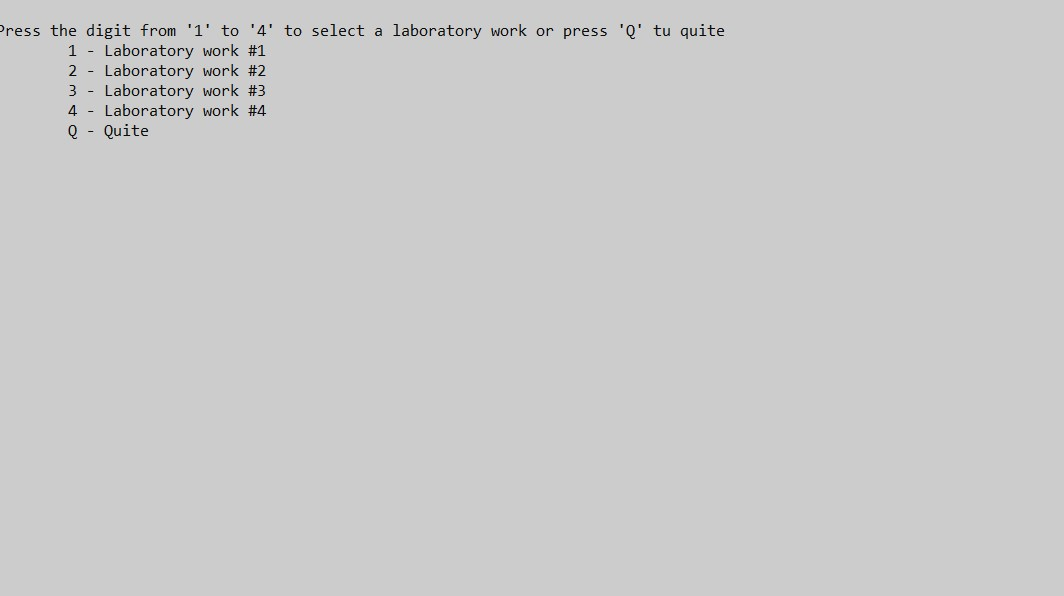 Press the digit from '1' to '4' to select a laboratory work or press 'Q' tu quite
1 - Laboratory work #1
2 - Laboratory work #2
3 - Laboratory work #3
4 - Laboratory work #4
Q - Quite